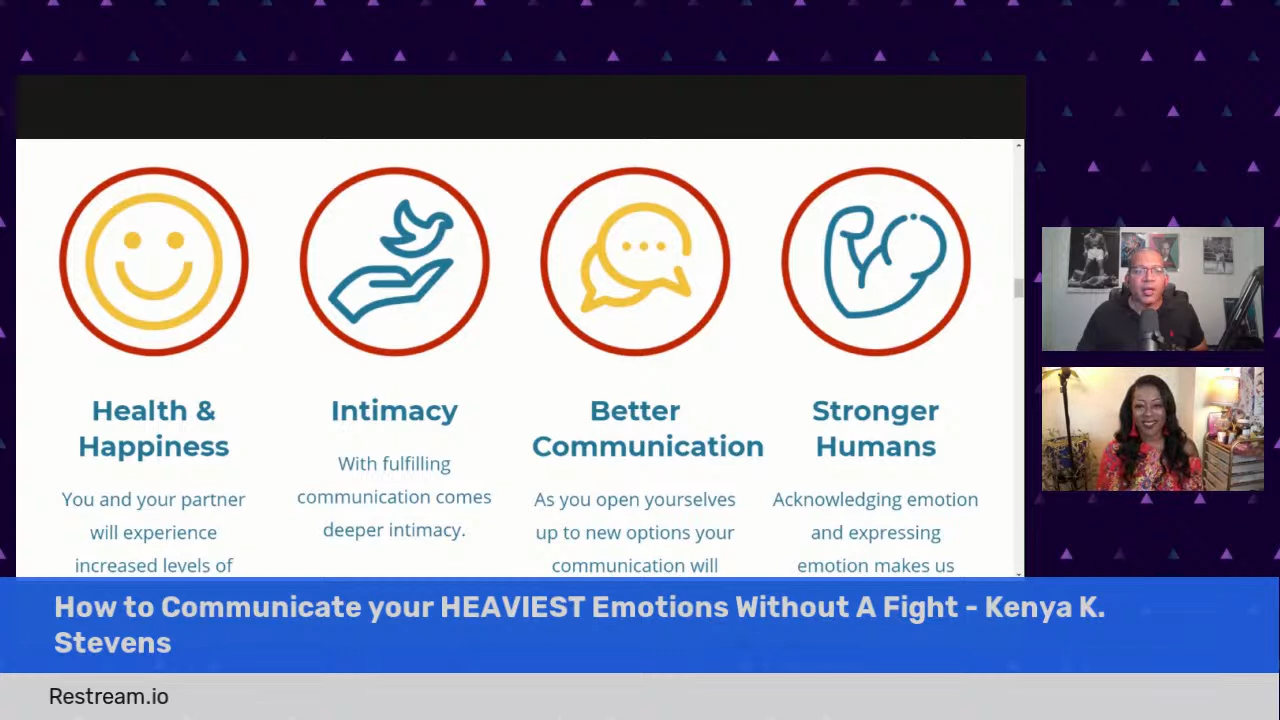 Health &
Happiness
You and your partner
will experience
increased levels of
Intimacy
With fulfilling
communication comes
deeper intimacy.
Better
Communication
As you open yourselves
up to new options your
communication will
Stronger
Humans
Acknowledging emotion
and expressing
emotion makes us
How to Communicate your HEAVIEST Emotions Without A Fight - Kenya K.
Stevens
Restream.io